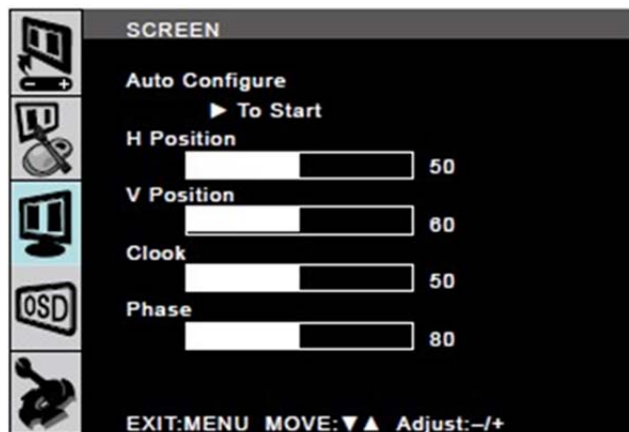 SCREEN
Auto Configure
► To Start
H Position
50
V Position
60
Clook
50
Phase
80
OSD
EXIT:MENU MOVE:▼▲ Adjust:–/+